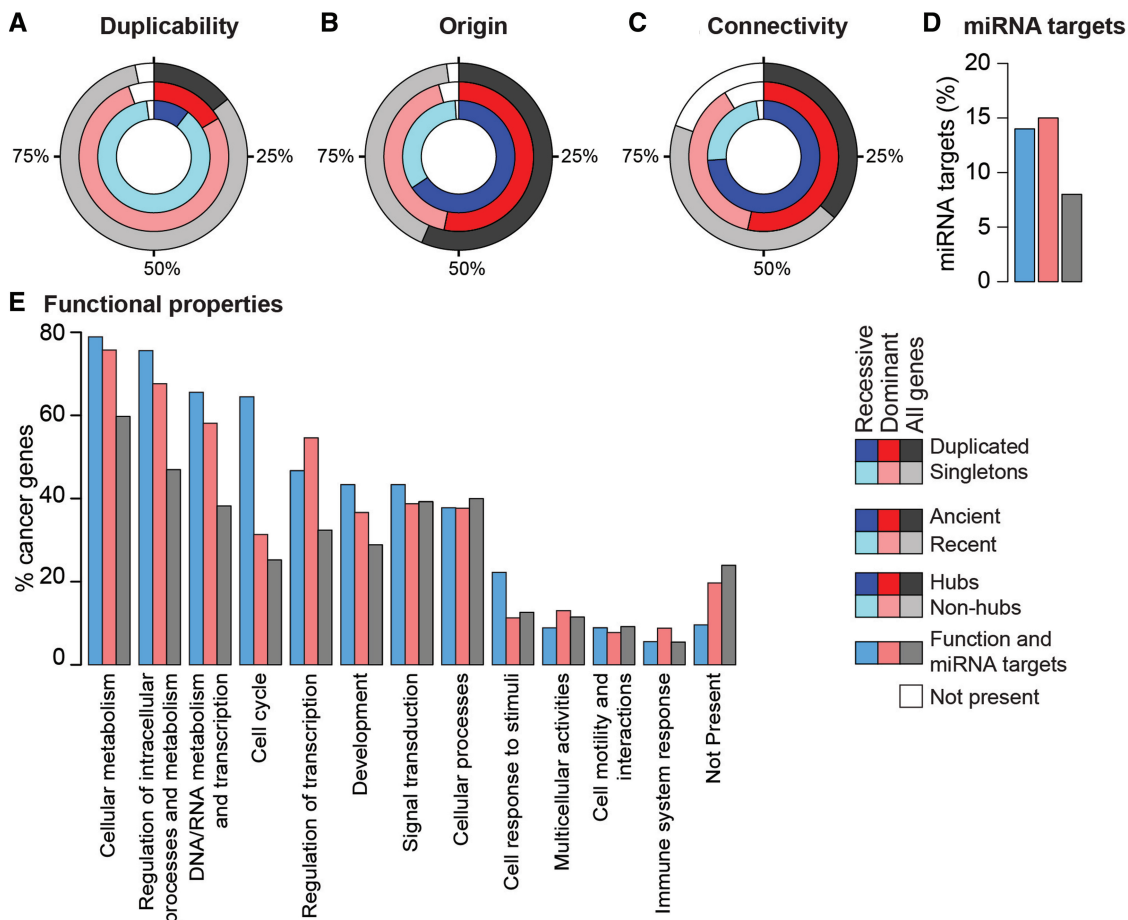 A Duplicability
B Origin
C Connectivity
D miRNA targets
75%
25%
50%
75%
25%
50%
75%
25%
50%
miRNA targets (%)
20
15
10
5
0
E Functional properties
% cancer genes
80
60
40
20
0
Cellular metabolism
Regulation of intracellular
processes and metabolism
DNA/RNA metabolism
and transcription
Cell cycle
Regulation of transcription
Development
Signal transduction
Cellular processes
Cell response to stimuli
Multicellular activities
Cell motility and
interactions
Immune system response
Not Present
Recessive
Dominant
All genes
Duplicated
Singletons
Ancient
Recent
Hubs
Non-hubs
Function and
miRNA targets
Not present